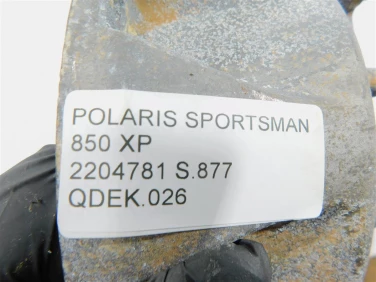 POLARIS SPORTSMAN
850 XP
2204781 S.877
QDEK.026